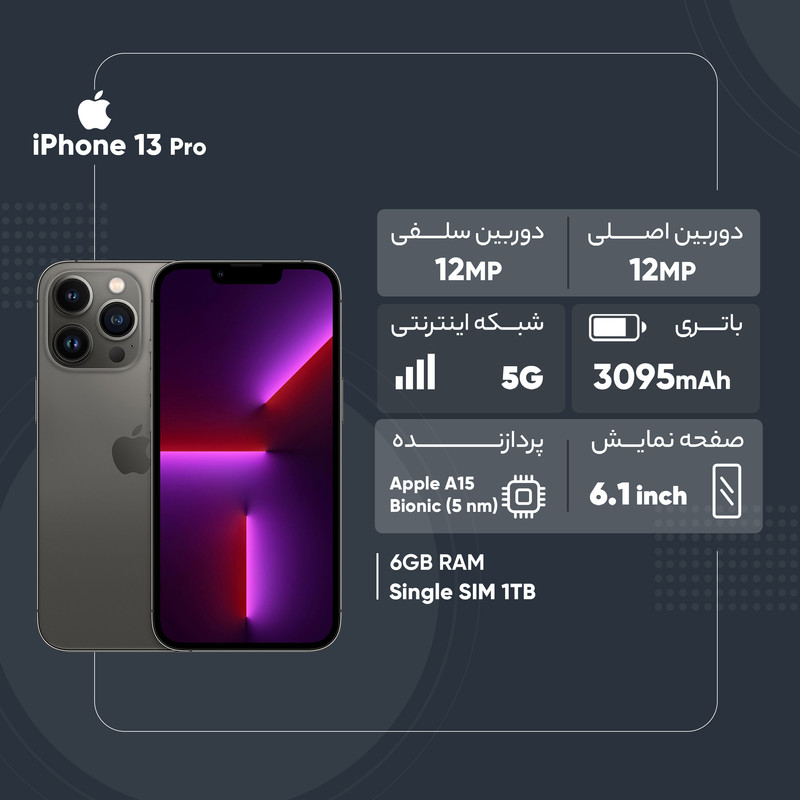 iPhone 13 Pro
دوربین اصلی
12MP
دوربین سلفی
12MP
باتری
3095mAh
شبکه اینترنتی
5G
صفحه نمایش
6.1 inch
پردازنده
Apple A15
Bionic (5 nm)
6GB RAM
Single SIM 1TB